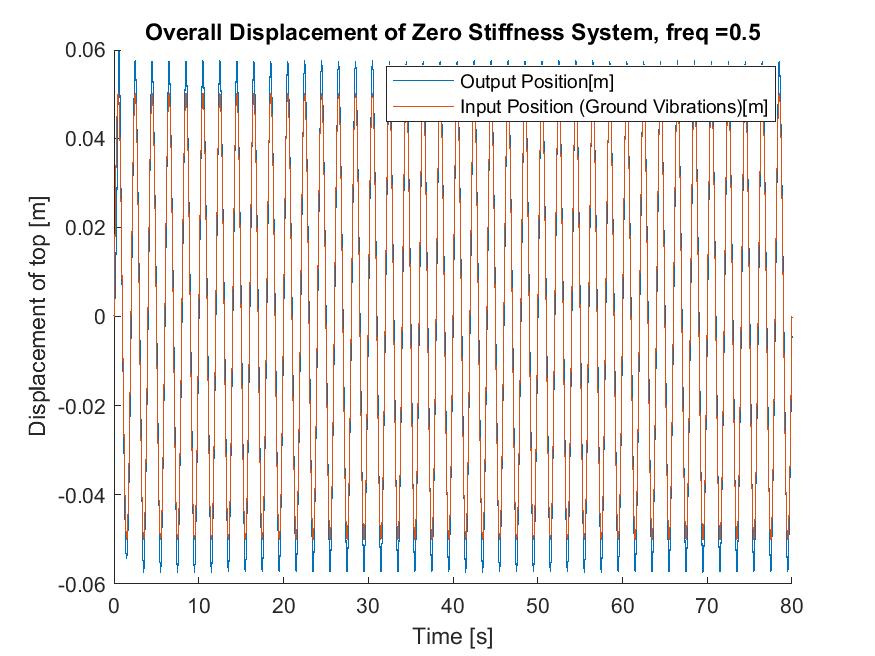 Overall Displacement of Zero Stiffness System, freq =0.5
Output Position[m]
Input Position (Ground Vibrations)[m]
Displacement of top [m]
0.06
0.04
0.02
0
-0.02
-0.04
-0.06
0 10 20 30 40 50 60 70 80
Time [s]